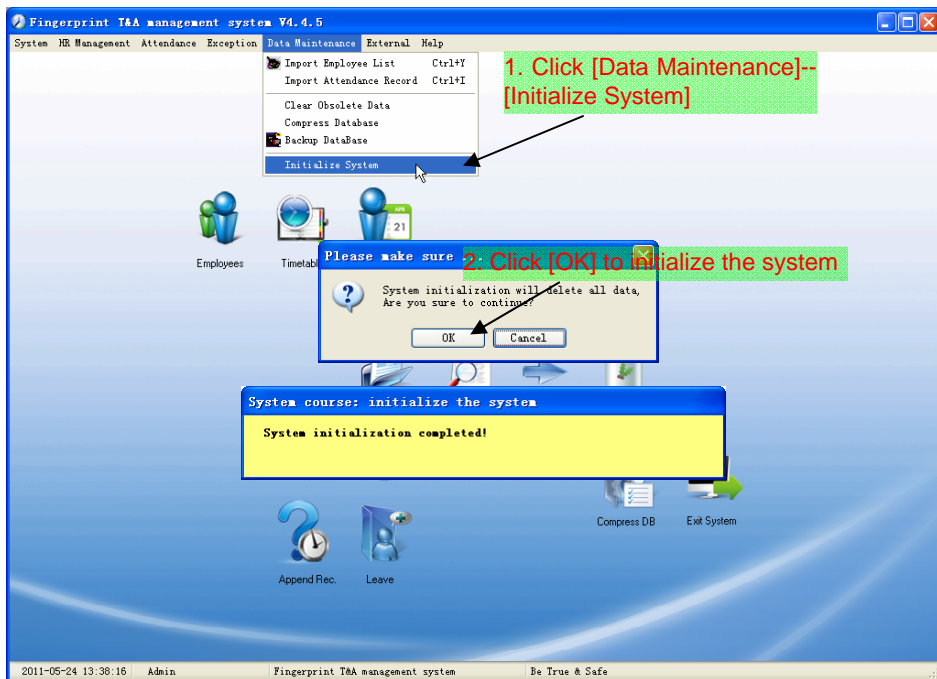 Fingerprint T&A management system V4.4.5
System HR Management Attendance Exception Data Maintenance External Help
Import Employee List Ctrl+Y
Import Attendance Record Ctrl+I
Clear Obsolete Data
Compress Database
Backup DataBase
Initialize System
1. Click [Data Maintenance]--
[Initialize System]
APR
21
Employees
Timetabl
Please make sure ...
2. Click [OK] to initialize the system
System initialization will delete all data,
Are you sure to continue?
OK Cancel
System course: initialize the system
System initialization completed!
Compress DB Exit System
Append Rec. Leave
2011-05-24 13:38:16 Admin Fingerprint T&A management system Be True & Safe